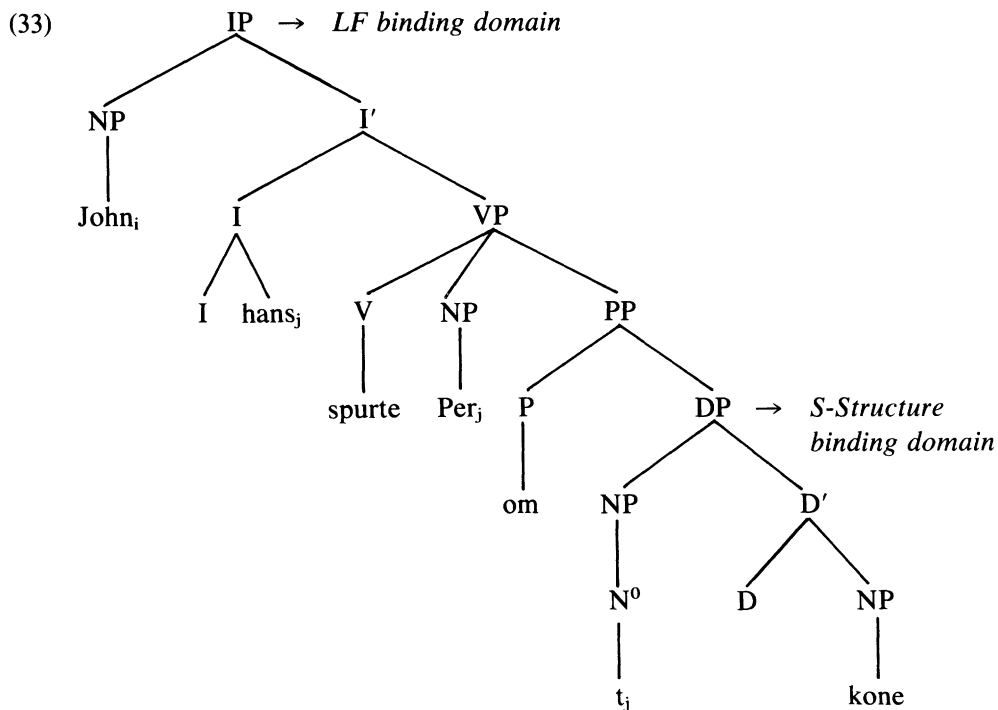 (33) IP → LF binding domain
NP I′
John_i I VP
I hans_j V NP PP
spurte Per_j P DP → S-Structure
binding domain
om NP D′
N⁰ D NP
t_j kone